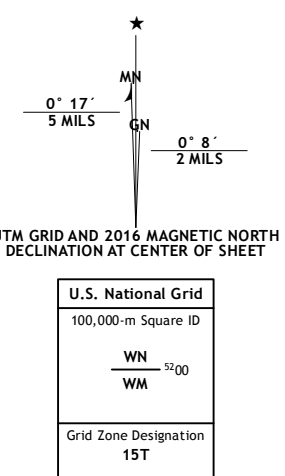 ★
MN
0° 17´
5 MILS
GN
0° 8´
2 MILS
UTM GRID AND 2016 MAGNETIC NORTH
DECLINATION AT CENTER OF SHEET
U.S. National Grid
100,000-m Square ID
WN
5200
WM
Grid Zone Designation
15T